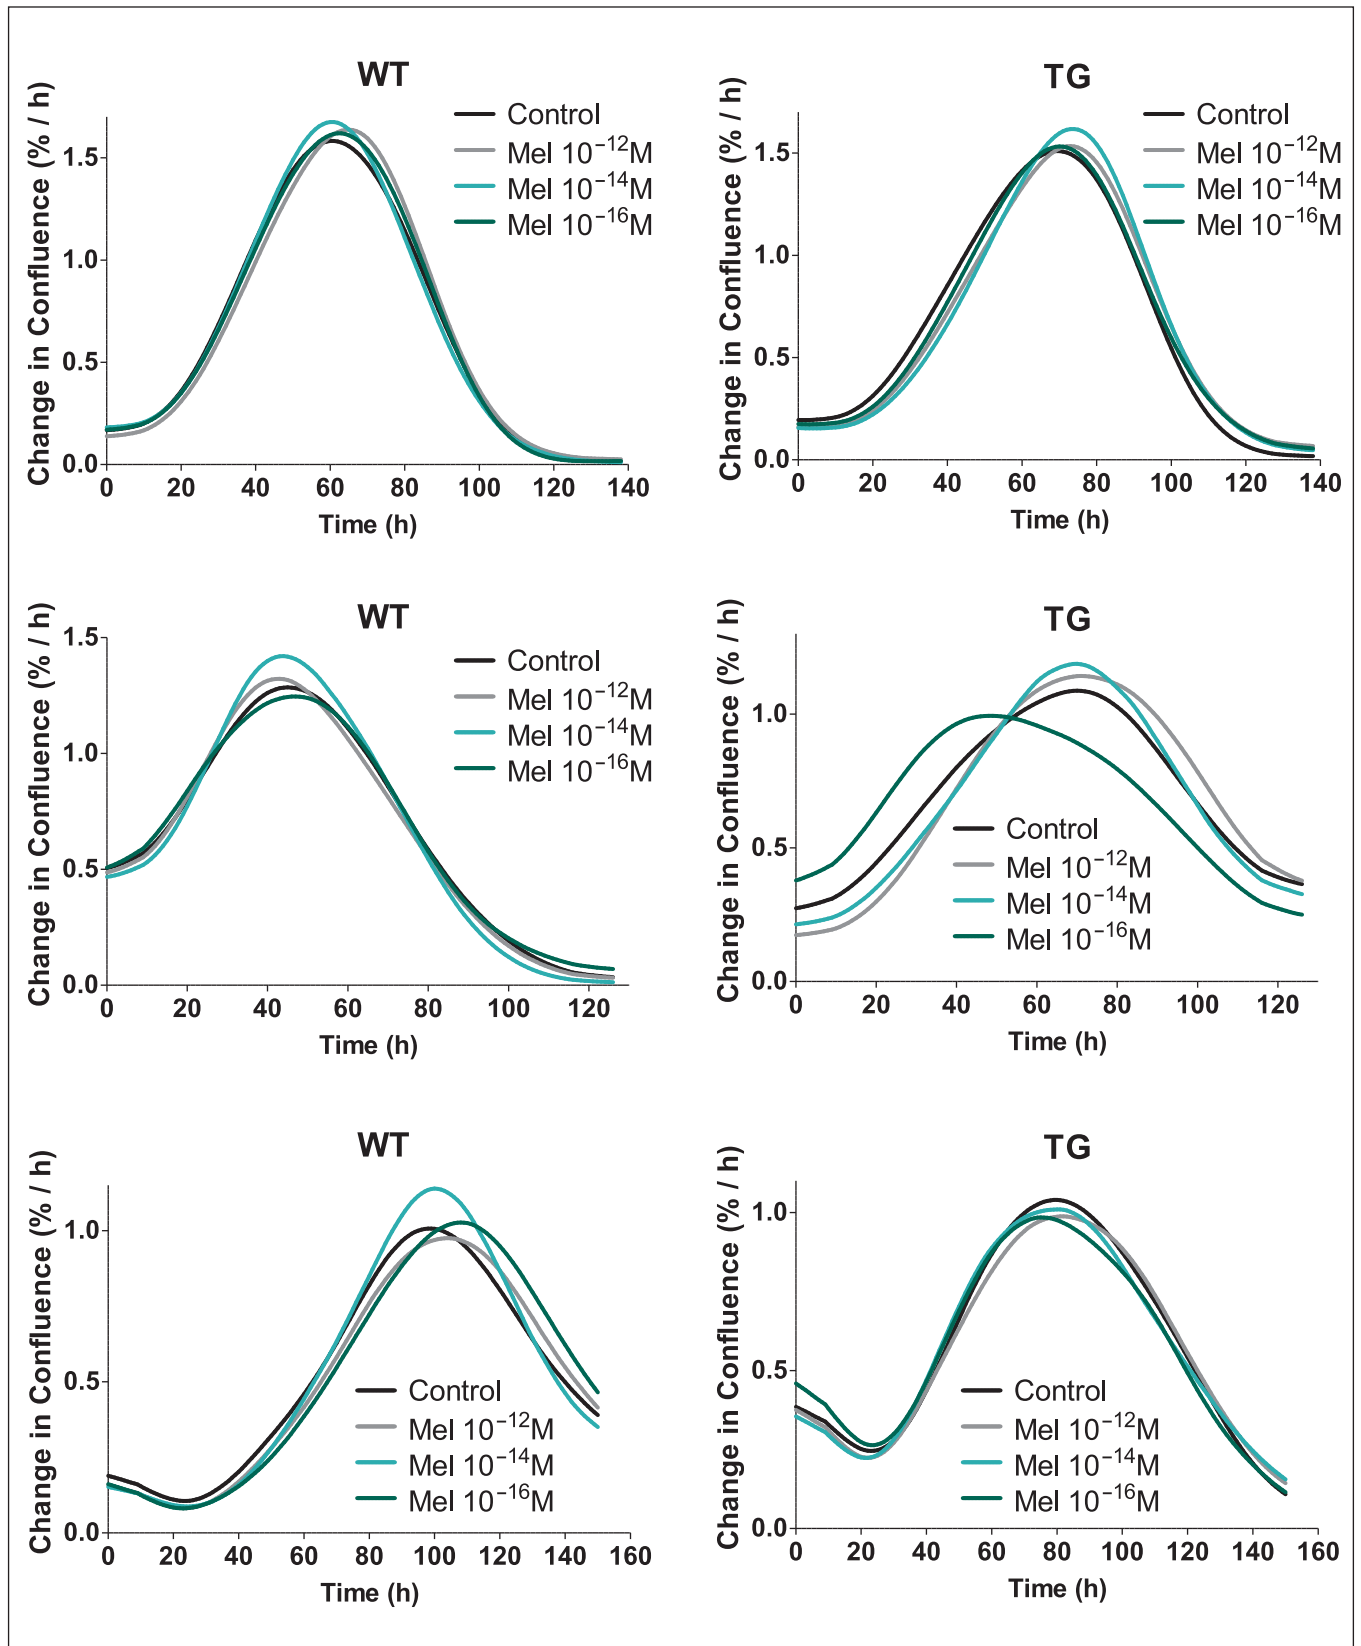 WT
Change in Confluence (% / h)
Control
Mel 10⁻¹²M
Mel 10⁻¹⁴M
Mel 10⁻¹⁶M
1.5
1.0
0.5
0.0
0 20 40 60 80 100 120 140
Time (h)
TG
Change in Confluence (% / h)
Control
Mel 10⁻¹²M
Mel 10⁻¹⁴M
Mel 10⁻¹⁶M
1.5
1.0
0.5
0.0
0 20 40 60 80 100 120 140
Time (h)
WT
Change in Confluence (% / h)
Control
Mel 10⁻¹²M
Mel 10⁻¹⁴M
Mel 10⁻¹⁶M
1.5
1.0
0.5
0.0
0 20 40 60 80 100 120
Time (h)
TG
Change in Confluence (% / h)
1.0
0.5
0.0
Control
Mel 10⁻¹²M
Mel 10⁻¹⁴M
Mel 10⁻¹⁶M
0 20 40 60 80 100 120
Time (h)
WT
Change in Confluence (% / h)
1.0
0.5
0.0
Control
Mel 10⁻¹²M
Mel 10⁻¹⁴M
Mel 10⁻¹⁶M
0 20 40 60 80 100 120 140 160
Time (h)
TG
Change in Confluence (% / h)
1.0
0.5
0.0
Control
Mel 10⁻¹²M
Mel 10⁻¹⁴M
Mel 10⁻¹⁶M
0 20 40 60 80 100 120 140 160
Time (h)